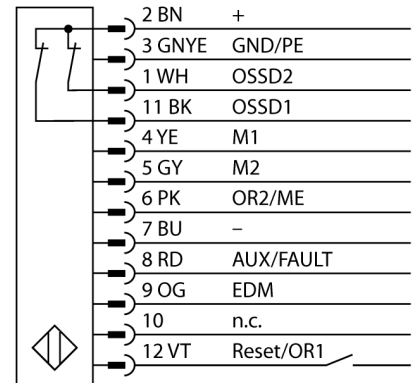 2 BN +
3 GNYE GND/PE
1 WH OSSD2
11 BK OSSD1
4 YE M1
5 GY M2
6 PK OR2/ME
7 BU –
8 RD AUX/FAULT
9 OG EDM
10 n.c.
12 VT Reset/OR1